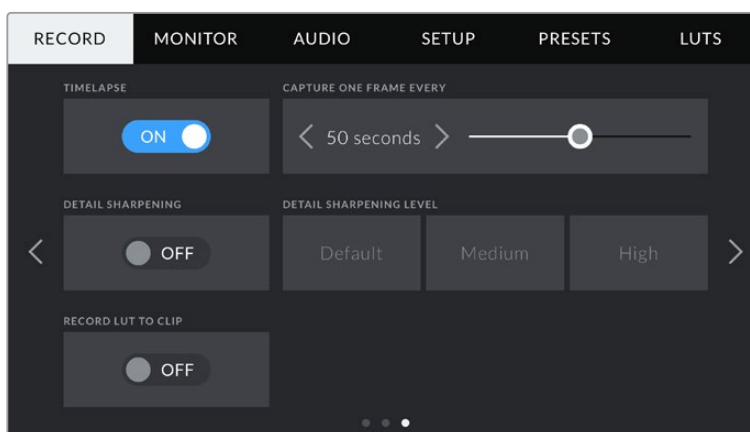 RECORD MONITOR AUDIO SETUP PRESETS LUTS
TIMELAPSE CAPTURE ONE FRAME EVERY
ON 50 seconds
DETAIL SHARPENING DETAIL SHARPENING LEVEL
OFF Default Medium High
RECORD LUT TO CLIP
OFF